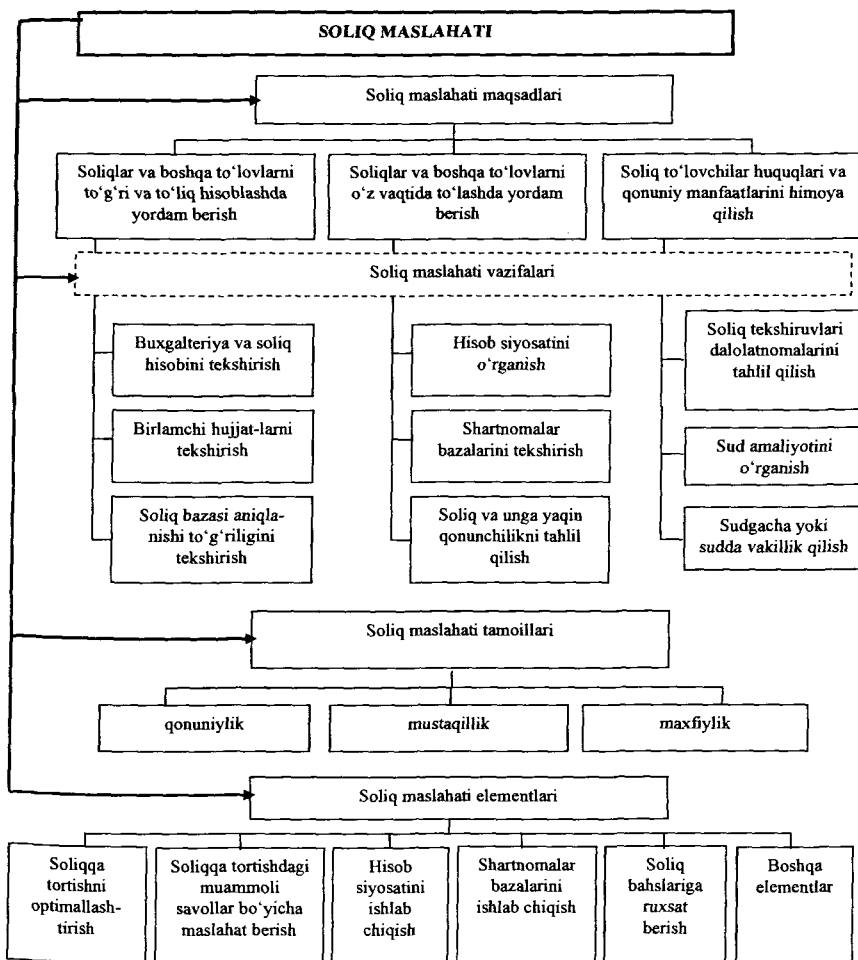 SOLIQ MASLAHATI
Soliq maslahati maqsadlari
Soliqlar va boshqa to‘lovlarni
to‘g‘ri va to‘liq hisoblashda
yordam berish
Soliqlar va boshqa to‘lovlarni
o‘z vaqtida to‘lashda yordam
berish
Soliq to‘lovchilar huquqlari va
qonuniy manfaatlarini himoya
qilish
Soliq maslahati vazifalari
Buxgalteriya va soliq
hisobini tekshirish
Birlamchi hujjat-larni
tekshirish
Soliq bazasi aniqla-
nishi to‘g‘riligini
tekshirish
Hisob siyosatini
o‘rganish
Shartnomalar
bazalarini tekshirish
Soliq va unga yaqin
qonunchilikni tahlil
qilish
Soliq tekshiruvlari
dalolatnomalarini
tahlil qilish
Sud amaliyotini
o‘rganish
Sudgacha yoki
sudda vakillik qilish
Soliq maslahati tamoillari
qonuniylik
mustaqillik
maxfiylik
Soliq maslahati elementlari
Soliqqa
tortishni
optimallash-
tirish
Soliqqa tortishdagi
muammoli
savollar bo‘yicha
maslahat berish
Hisob
siyosatini
ishlab
chiqish
Shartnomalar
bazalarini
ishlab chiqish
Soliq
bahslariga
ruxsat
berish
Boshqa
elementlar